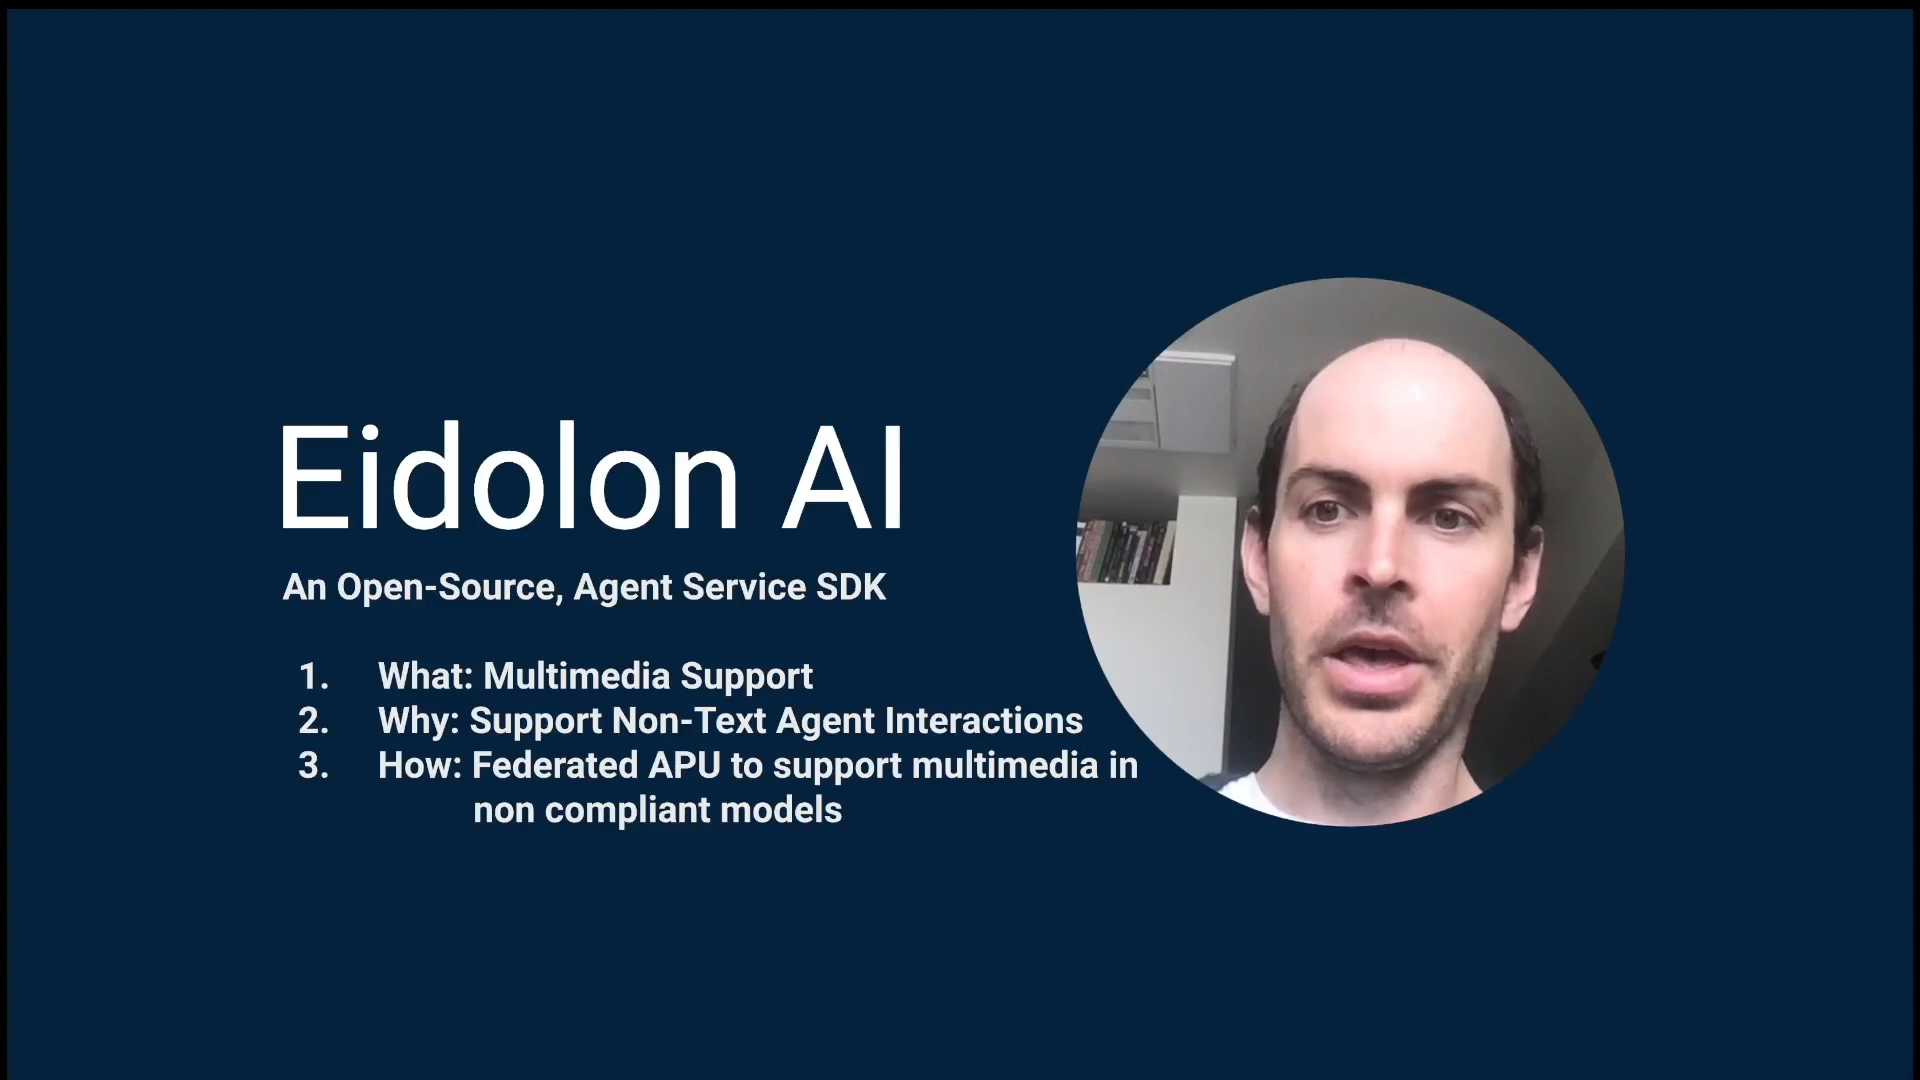 Eidolon AI
An Open-Source, Agent Service SDK
1. What: Multimedia Support
2. Why: Support Non-Text Agent Interactions
3. How: Federated APU to support multimedia in
non compliant models